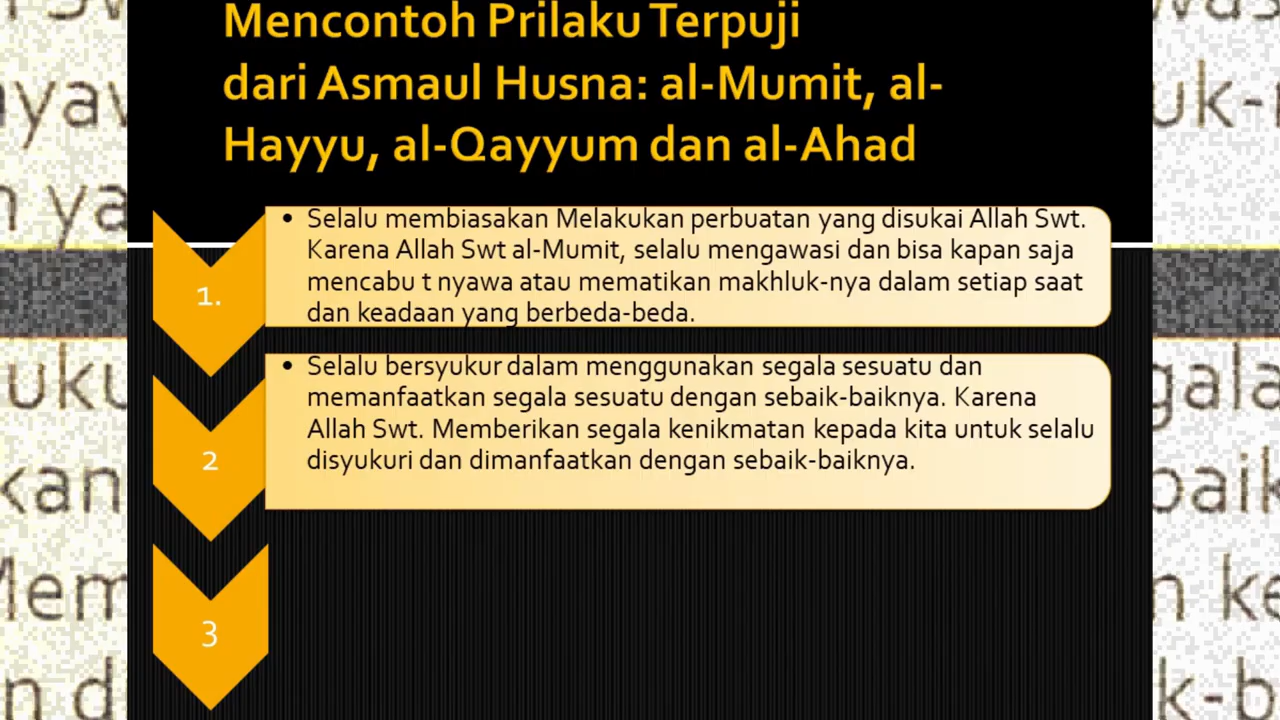 Mencontoh Prilaku Terpuji
dari Asmaul Husna: al-Mumit, al-
Hayyu, al-Qayyum dan al-Ahad
1.
• Selalu membiasakan Melakukan perbuatan yang disukai Allah Swt.
Karena Allah Swt al-Mumit, selalu mengawasi dan bisa kapan saja
mencabu t nyawa atau mematikan makhluk-nya dalam setiap saat
dan keadaan yang berbeda-beda.
2
• Selalu bersyukur dalam menggunakan segala sesuatu dan
memanfaatkan segala sesuatu dengan sebaik-baiknya. Karena
Allah Swt. Memberikan segala kenikmatan kepada kita untuk selalu
disyukuri dan dimanfaatkan dengan sebaik-baiknya.
3